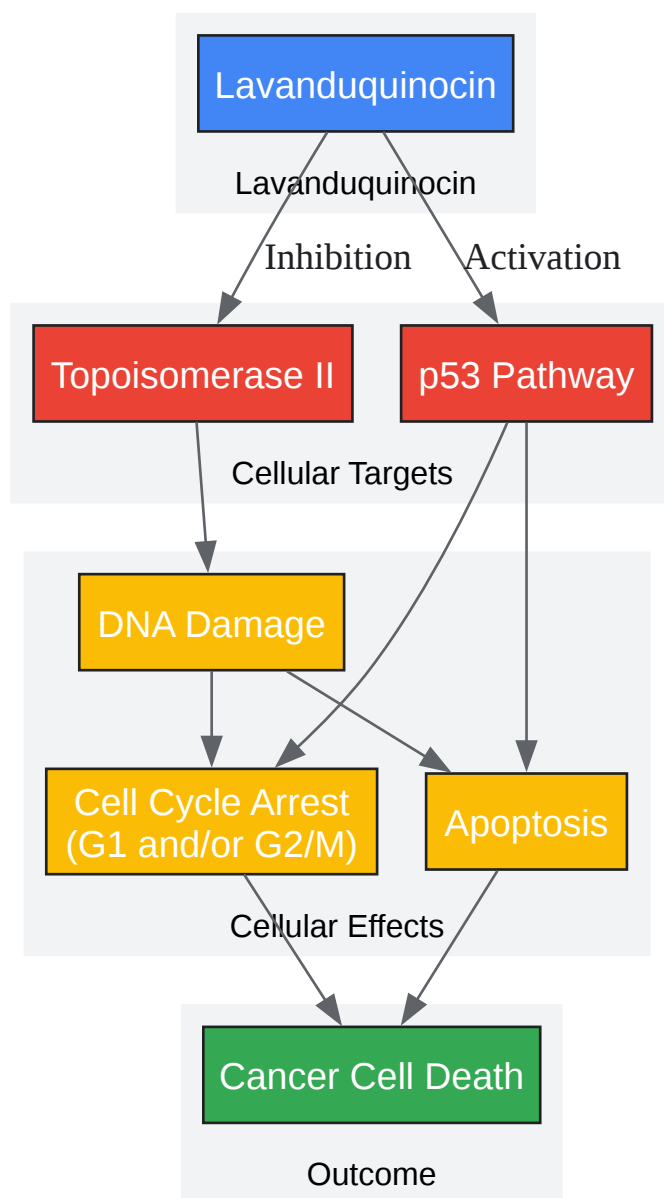 Lavanduquinocin
Lavanduquinocin
Inhibition
Activation
Topoisomerase II
p53 Pathway
Cellular Targets
DNA Damage
Cell Cycle Arrest
(G1 and/or G2/M)
Apoptosis
Cellular Effects
Cancer Cell Death
Outcome